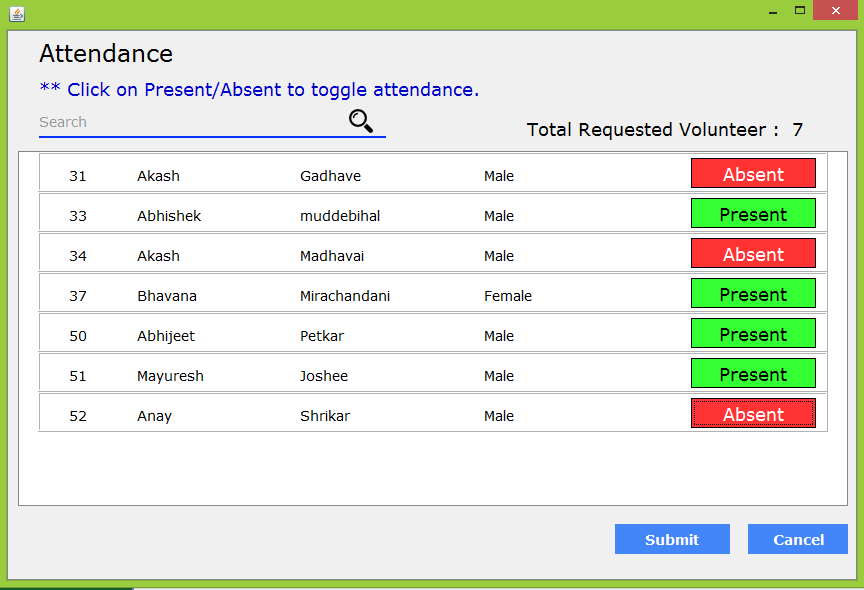 Attendance
** Click on Present/Absent to toggle attendance.
Search
Total Requested Volunteer : 7
31 Akash Gadhave Male Absent
33 Abhishek muddebihal Male Present
34 Akash Madhavai Male Absent
37 Bhavana Mirachandani Female Present
50 Abhijeet Petkar Male Present
51 Mayuresh Joshee Male Present
52 Anay Shrikar Male Absent
Submit Cancel